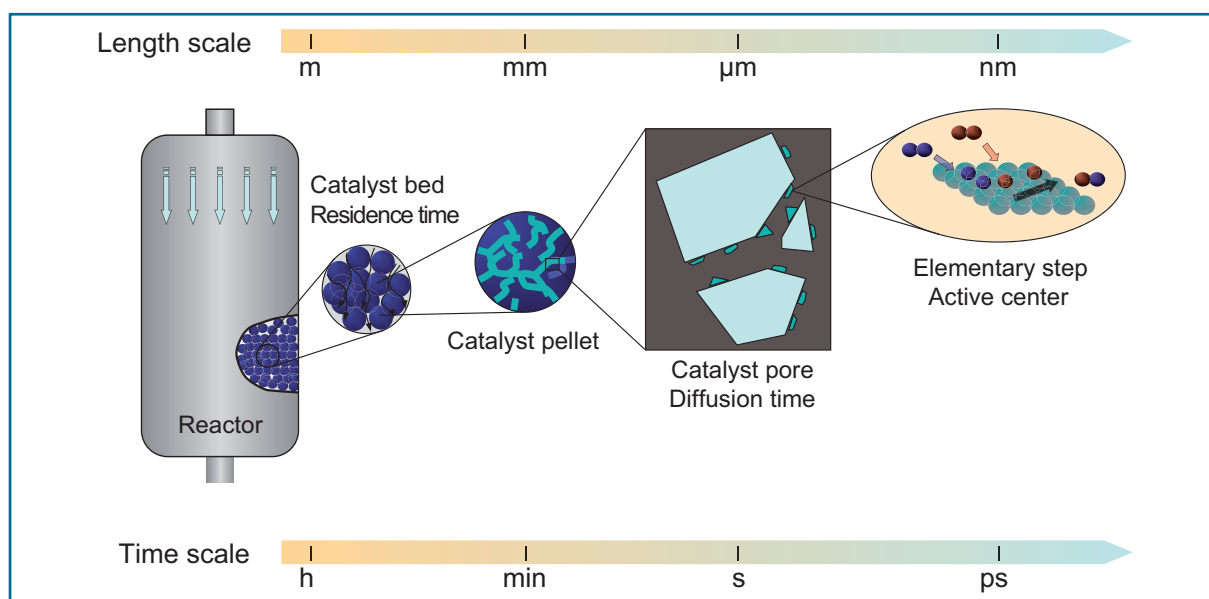 Length scale
m
mm
µm
nm
Catalyst bed
Residence time
Catalyst pellet
Elementary step
Active center
Catalyst pore
Diffusion time
Reactor
Time scale
h
min
s
ps